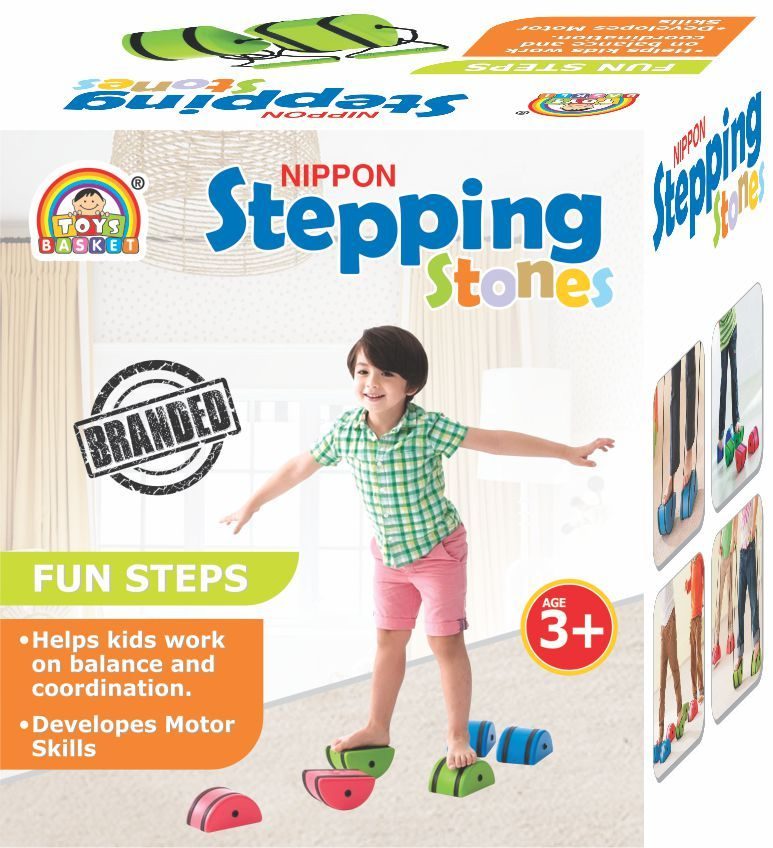 •Helps kids work
on balance and
coordination.
•Developes Motor
Skills
FUN STEPS
NIPPON
Stepping
Stones
TOYS
BASKET
®
NIPPON
Stepping
Stones
TOYS
BASKET
®
NIPPON
Stepping
Stones
BRANDED
FUN STEPS
•Helps kids work
on balance and
coordination.
•Developes Motor
Skills
AGE
3+